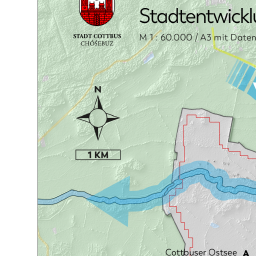 Stadtentwicklu
M 1 : 60.000 / A3 mit Daten
STADT COTTBUS
CHÓŚEBUZ
N
1 KM
Cottbuser Ostsee